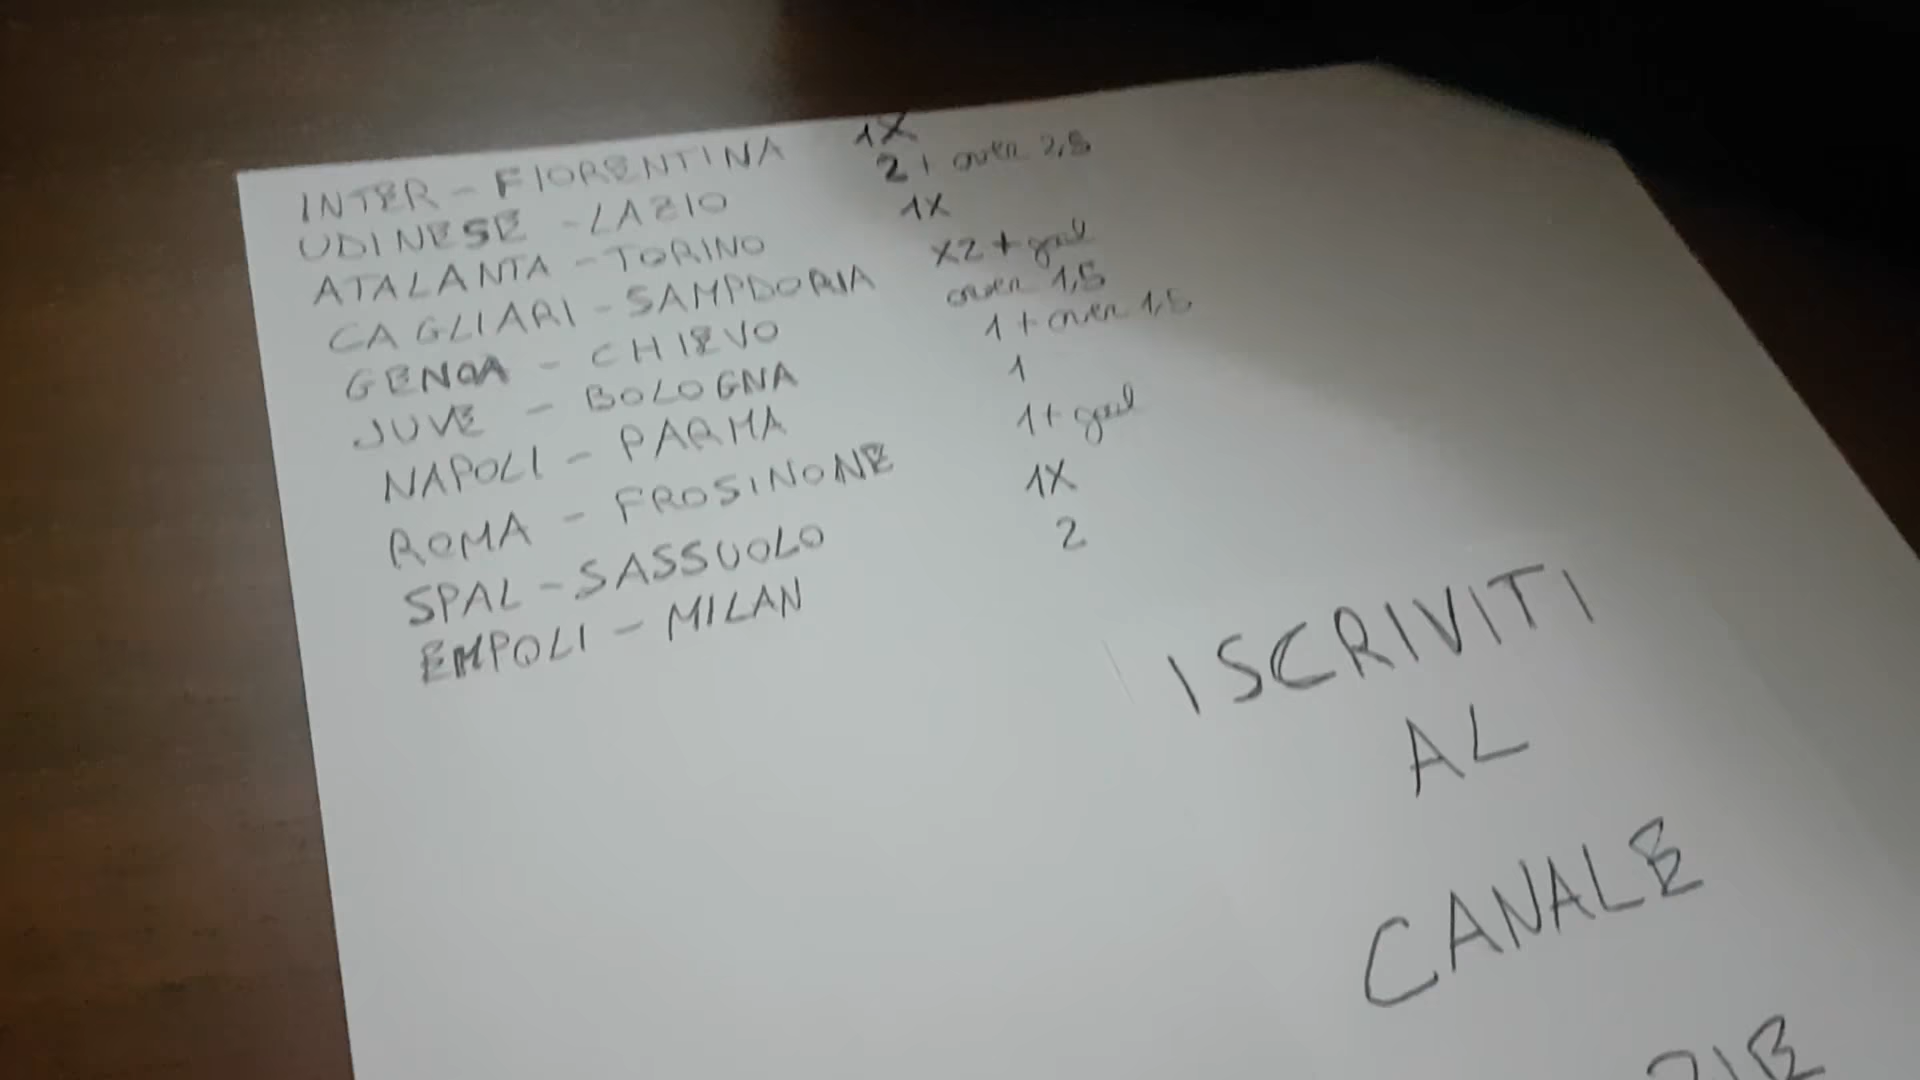 INTER - FIORENTINA 1X
UDINESE - LAZIO 2+ over 2,5
ATALANTA - TORINO 1X
CAGLIARI - SAMPDORIA X2 + goal
GENOA - CHIEVO over 1,5
JUVE - BOLOGNA 1 + over 1,5
NAPOLI - PARMA 1
ROMA - FROSINONE 1+ goal
SPAL - SASSUOLO 1X
EMPOLI - MILAN 2
ISCRIVITI
AL
CANALE